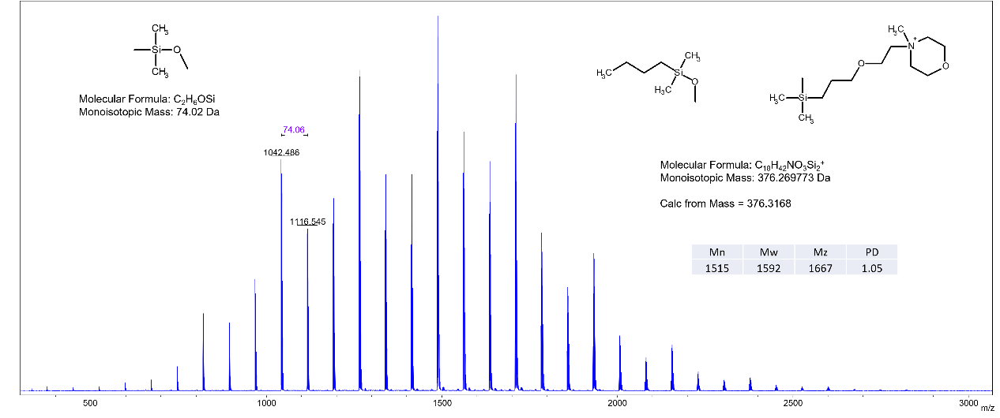 CH₃
Si
O
CH₃
Molecular Formula: C₂H₆OSi
Monoisotopic Mass: 74.02 Da
74.06
1042.486
1116.545
H₃C
CH₃
Si
H₃C
O
CH₃
N⁺
O
O
H₃C
Si
CH₃
Molecular Formula: C₁₈H₄₂NO₃Si₂⁺
Monoisotopic Mass: 376.269773 Da
Calc from Mass = 376.3168
Mn Mw Mz PD
1515 1592 1667 1.05
500 1000 1500 2000 2500 3000 m/z